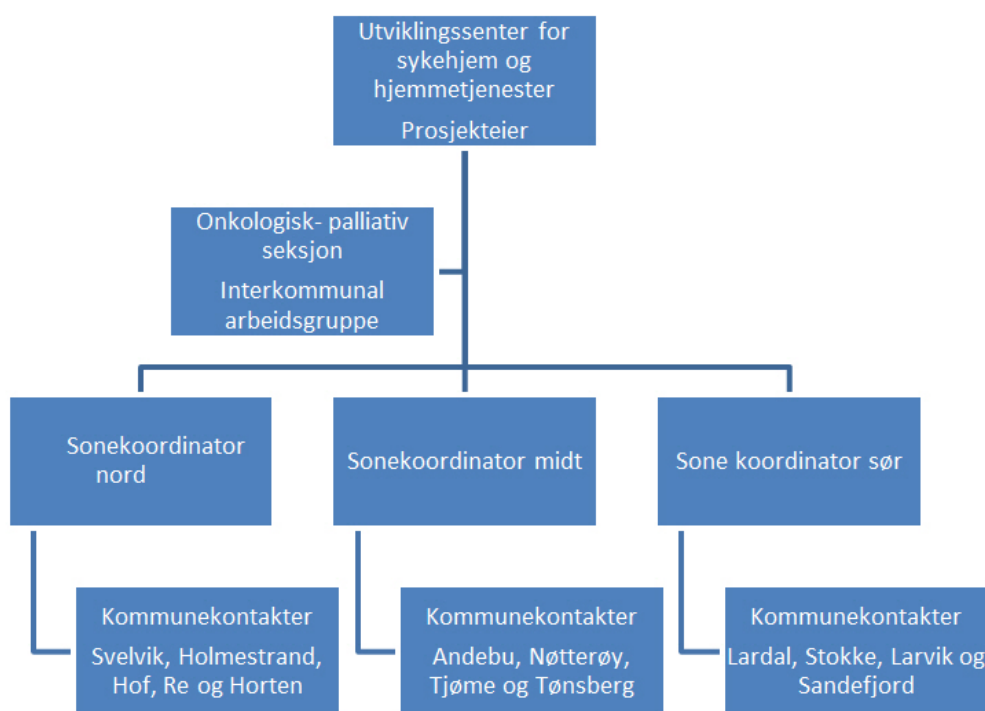 Utviklingssenter for
sykehjem og
hjemmetjenester
Prosjekteier
Onkologisk- palliativ
seksjon
Interkommunal
arbeidsgruppe
Sonekoordinator
nord
Sonekoordinator midt
Sone koordinator sør
Kommunekontakter
Svelvik, Holmestrand,
Hof, Re og Horten
Kommunekontakter
Andebu, Nøtterøy,
Tjøme og Tønsberg
Kommunekontakter
Lardal, Stokke, Larvik og
Sandefjord